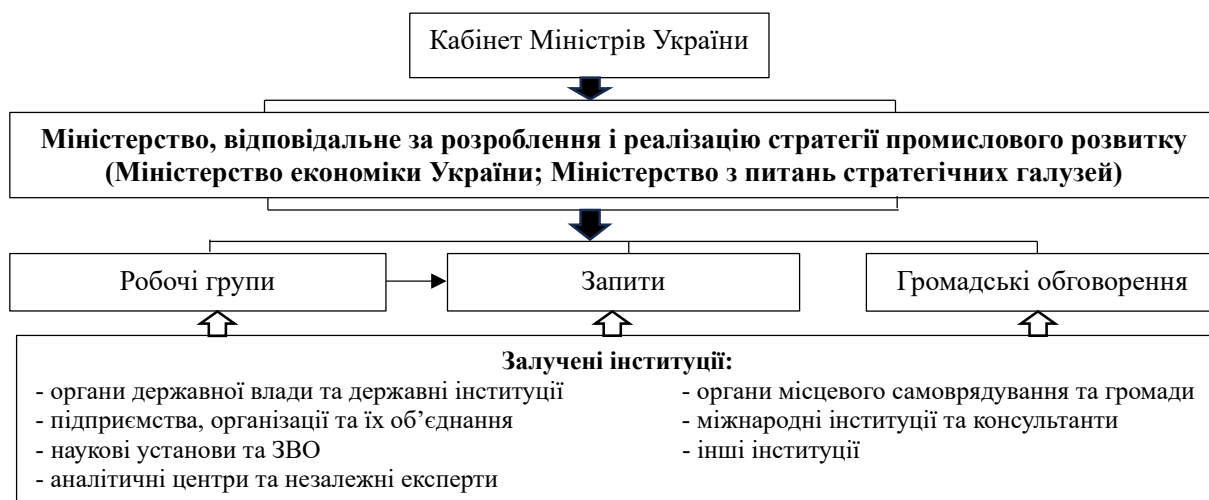 Кабінет Міністрів України
Міністерство, відповідальне за розроблення і реалізацію стратегії промислового розвитку
(Міністерство економіки України; Міністерство з питань стратегічних галузей)
Робочі групи
Запити
Громадські обговорення
Залучені інституції:
- органи державної влади та державні інституції
- підприємства, організації та їх об’єднання
- наукові установи та ЗВО
- аналітичні центри та незалежні експерти
- органи місцевого самоврядування та громади
- міжнародні інституції та консультанти
- інші інституції